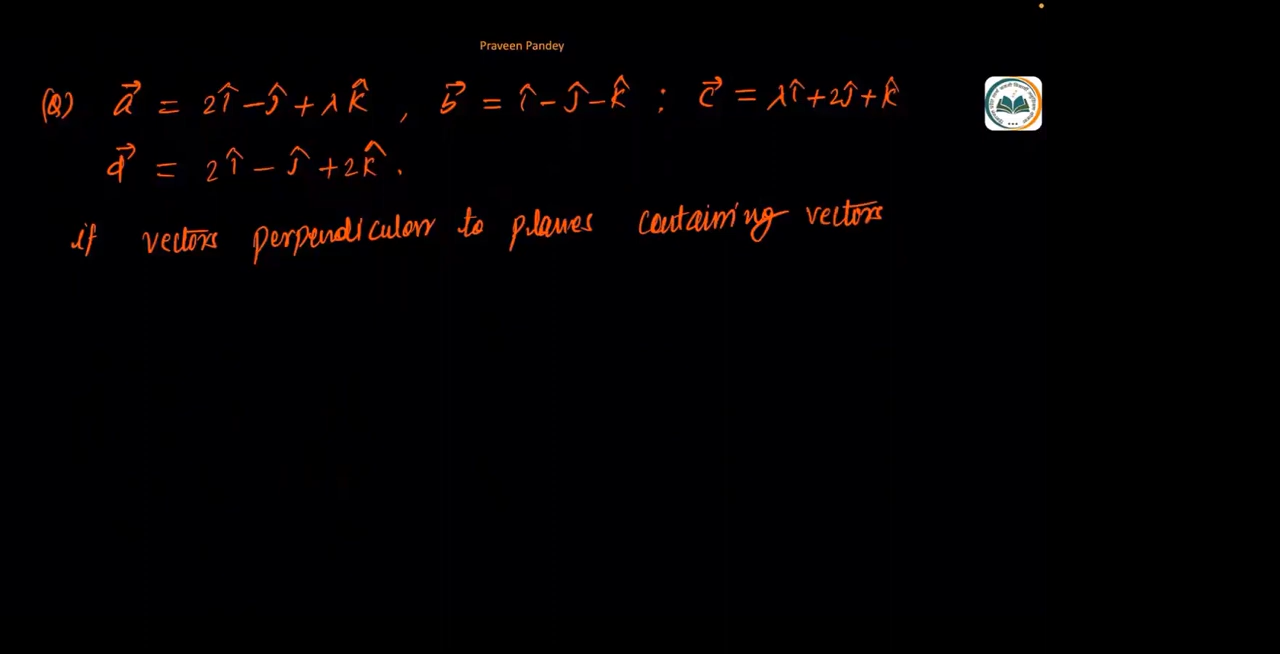 Praveen Pandey
(Q) a⃗ = 2î - ĵ + λk̂ , b⃗ = î - ĵ - k̂ ; c⃗ = λî + 2ĵ + k̂
d⃗ = 2î - ĵ + 2k̂ .
if vectors perpendicular to planes containing vectors